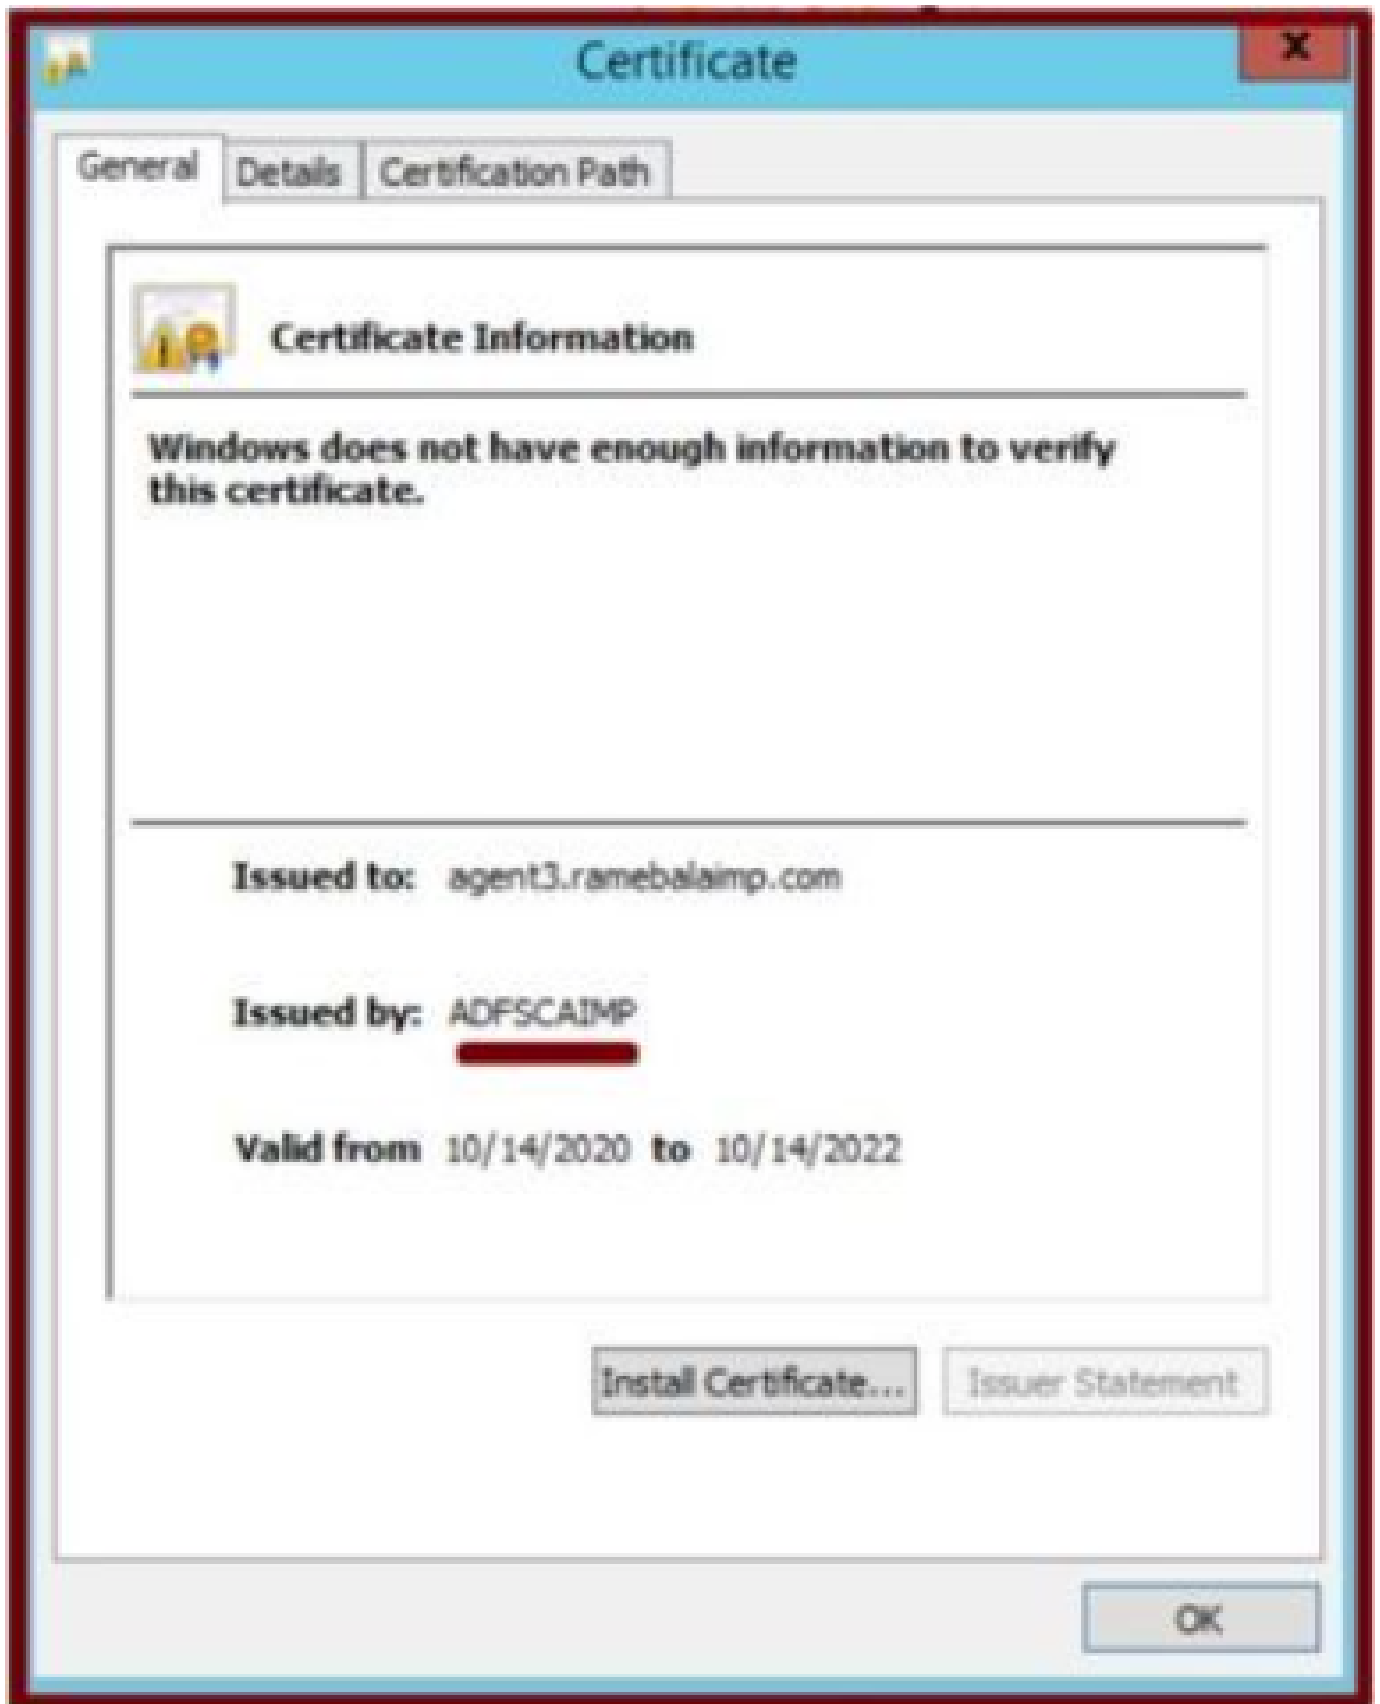 Certificate
x
General Details Certification Path
Certificate Information
Windows does not have enough information to verify
this certificate.
Issued to: agent3.ramebalaimp.com
Issued by: ADFSCAIMP
Valid from 10/14/2020 to 10/14/2022
Install Certificate... Issuer Statement
OK